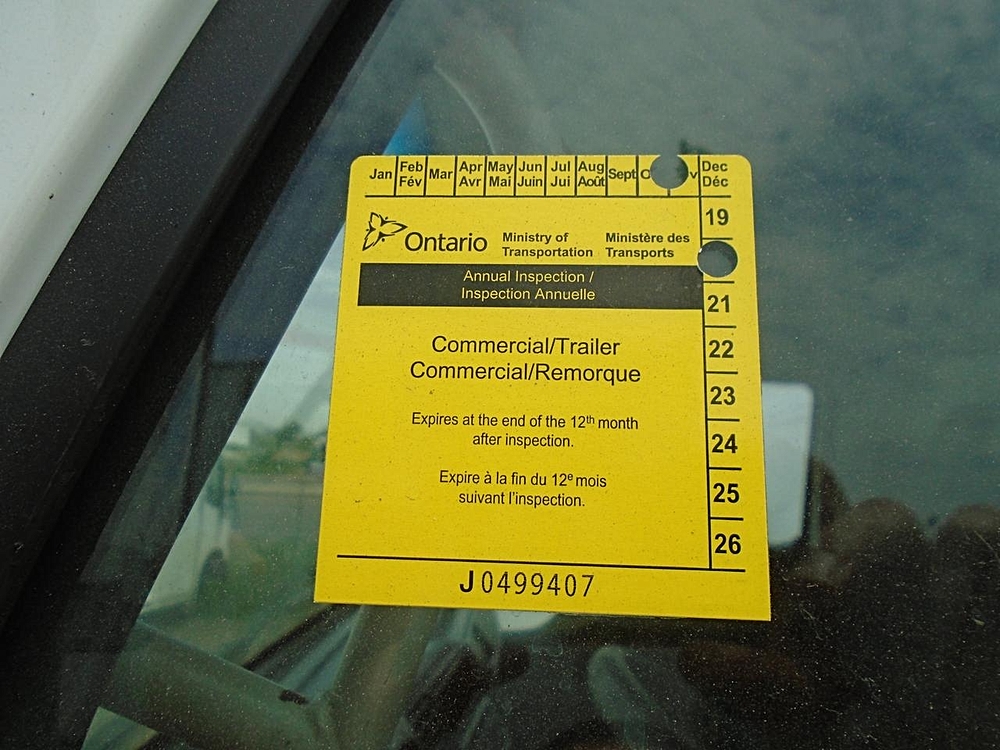 Jan Feb Mar Apr May Jun Jul Aug Sept Dec
Fév Avr Mai Juin Jui Août Déc
19
Ontario Ministry of Ministère des
Transportation Transports
Annual Inspection /
Inspection Annuelle
21
Commercial/Trailer
22
Commercial/Remorque
23
Expires at the end of the 12th month
after inspection.
24
Expire à la fin du 12e mois
suivant l'inspection.
25
26
J0499407